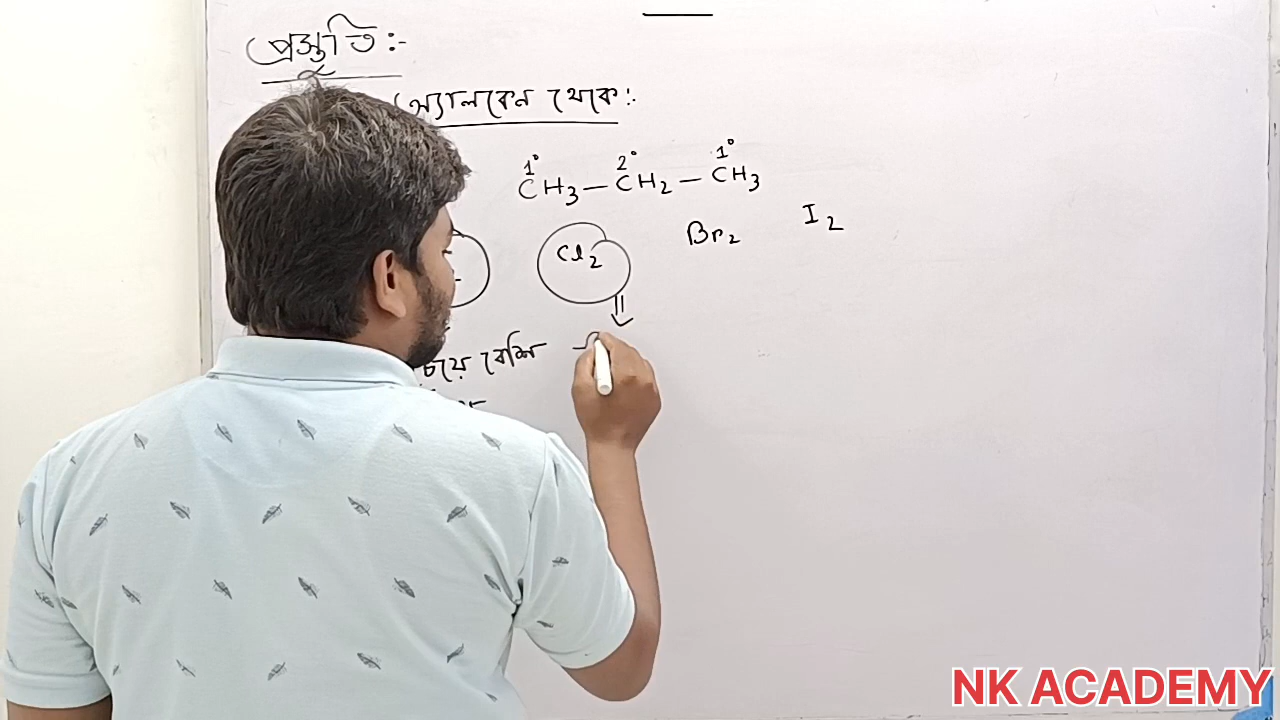 প্রস্তুতি :-
অ্যালকেন থেকে :.
1° 2° 1°
CH3 — CH2 — CH3
Cl2 Br2 I2
চেয়ে বেশি
NK ACADEMY